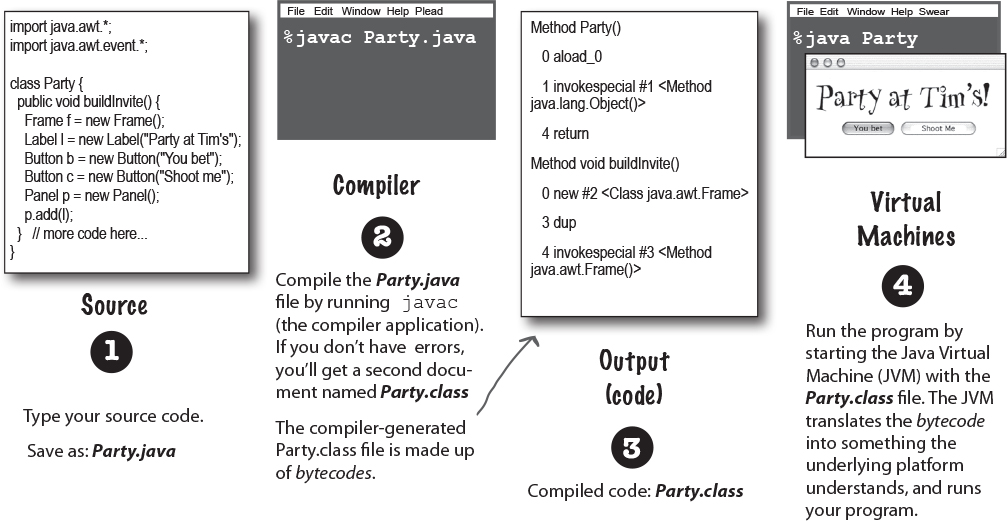 import java.awt.*;
import java.awt.event.*;
class Party {
public void buildInvite() {
Frame f = new Frame();
Label l = new Label("Party at Tim's");
Button b = new Button("You bet");
Button c = new Button("Shoot me");
Panel p = new Panel();
p.add(l);
} // more code here...
}
Source
1
Type your source code.
Save as: Party.java
File Edit Window Help Plead
%javac Party.java
Compiler
2
Compile the Party.java
file by running javac
(the compiler application).
If you don't have errors,
you'll get a second docu-
ment named Party.class
The compiler-generated
Party.class file is made up
of bytecodes.
Method Party()
0 aload_0
1 invokespecial #1 <Method
java.lang.Object()>
4 return
Method void buildInvite()
0 new #2 <Class java.awt.Frame>
3 dup
4 invokespecial #3 <Method
java.awt.Frame()>
Output
(code)
3
Compiled code: Party.class
File Edit Window Help Swear
%java Party
Party at Tim's!
You bet
Shoot Me
Virtual
Machines
4
Run the program by
starting the Java Virtual
Machine (JVM) with the
Party.class file. The JVM
translates the bytecode
into something the
underlying platform
understands, and runs
your program.